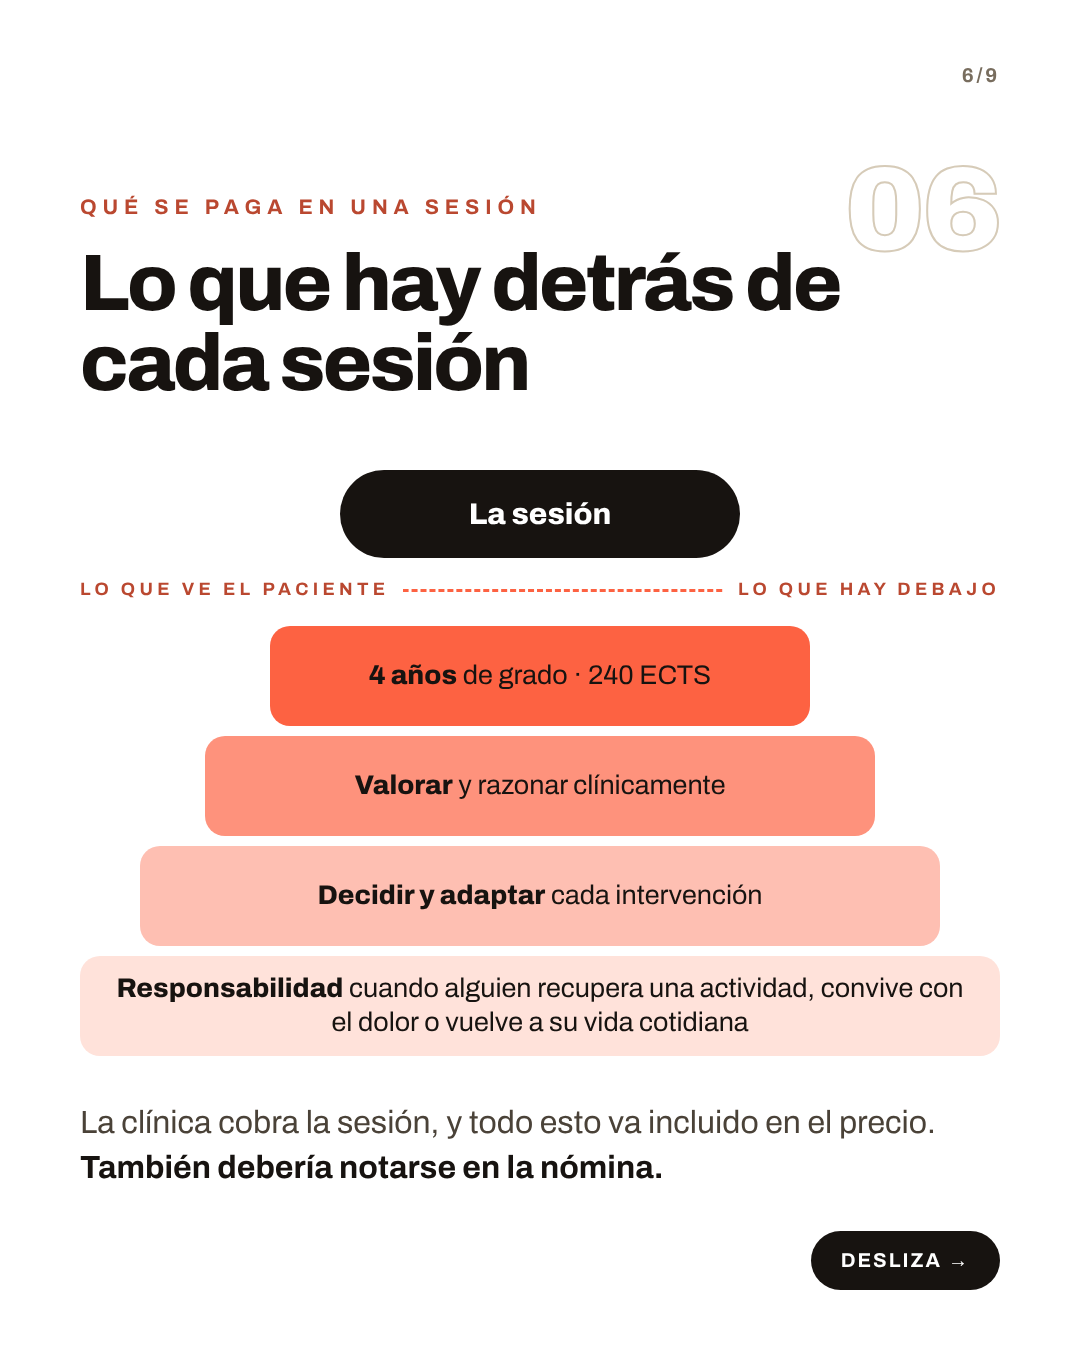 6/9
06
QUÉ SE PAGA EN UNA SESIÓN
Lo que hay detrás de
cada sesión
La sesión
LO QUE VE EL PACIENTE
LO QUE HAY DEBAJO
4 años de grado · 240 ECTS
Valorar y razonar clínicamente
Decidir y adaptar cada intervención
Responsabilidad cuando alguien recupera una actividad, convive con
el dolor o vuelve a su vida cotidiana
La clínica cobra la sesión, y todo esto va incluido en el precio.
También debería notarse en la nómina.
DESLIZA →